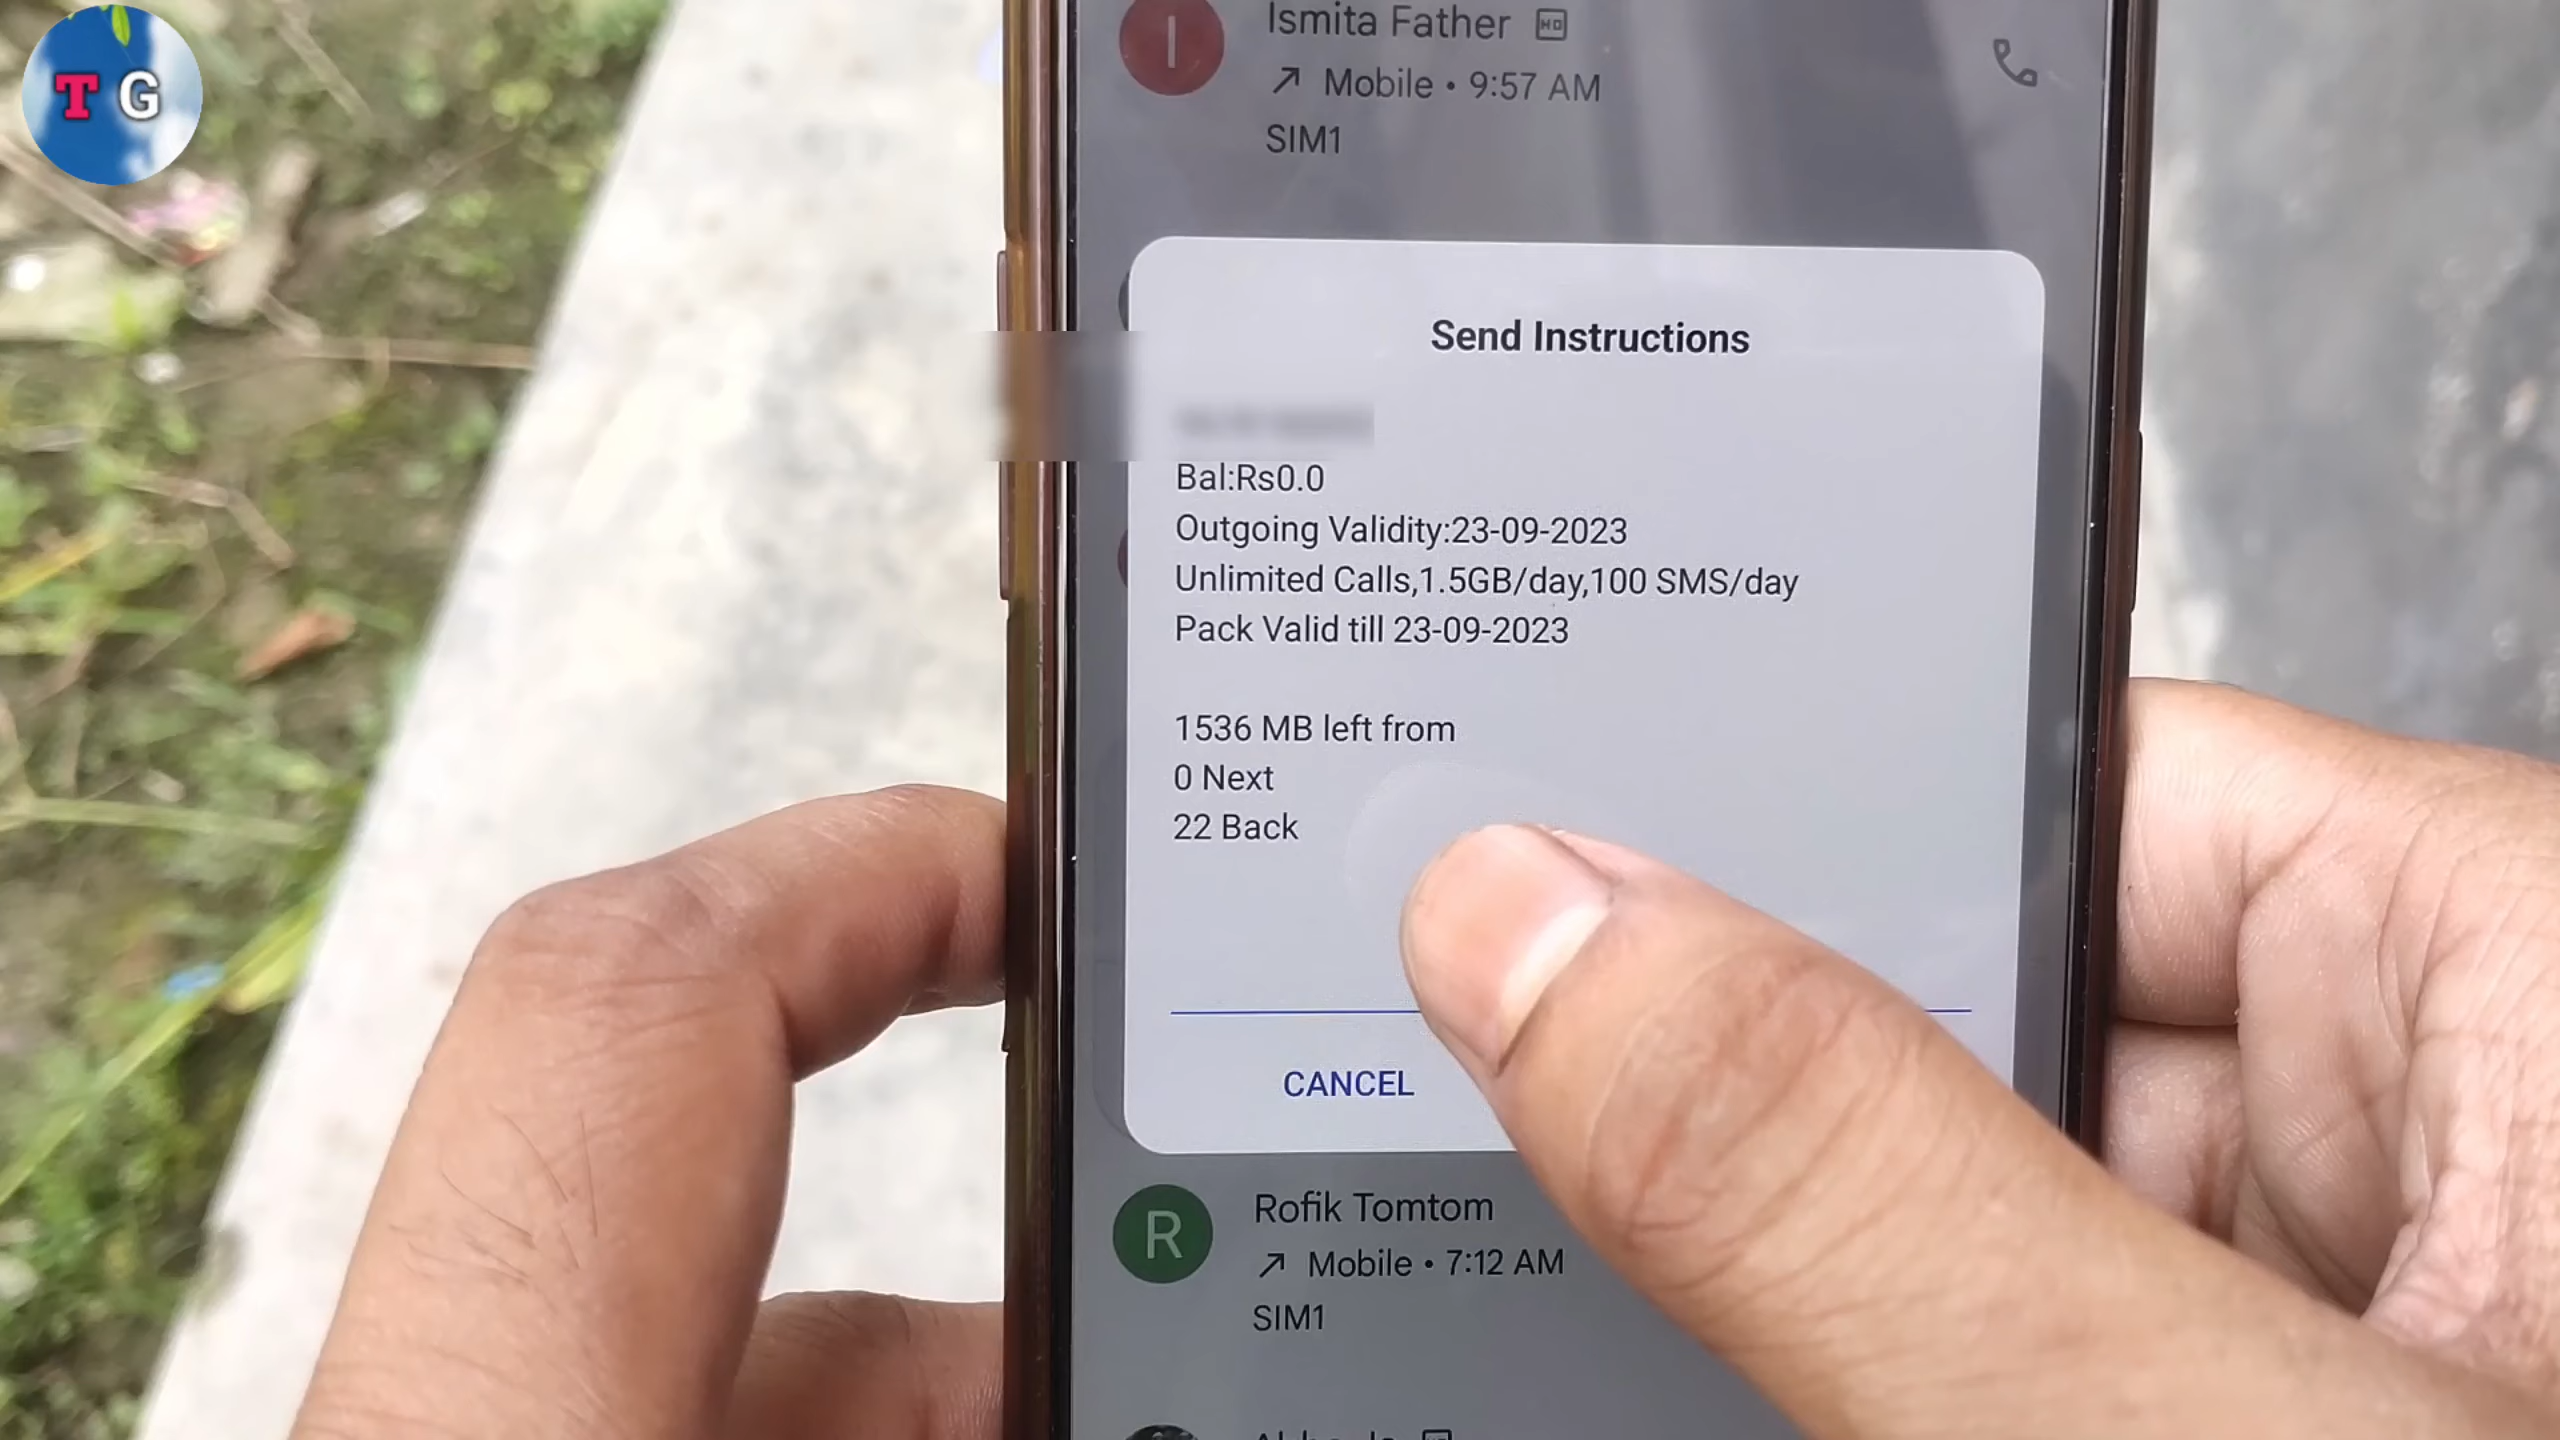 T G
I
Ismita Father HD
Mobile • 9:57 AM
SIM1
Send Instructions
Bal:Rs0.0
Outgoing Validity:23-09-2023
Unlimited Calls,1.5GB/day,100 SMS/day
Pack Valid till 23-09-2023
1536 MB left from
0 Next
22 Back
CANCEL
R
Rofik Tomtom
Mobile • 7:12 AM
SIM1